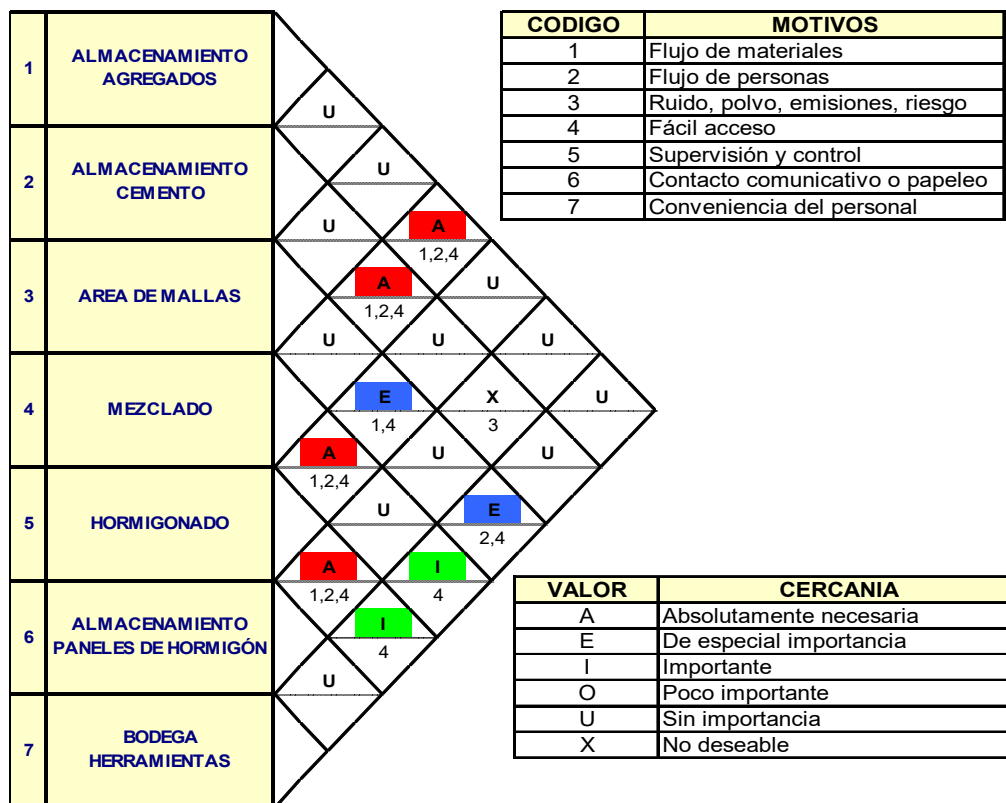 CODIGO MOTIVOS
1 Flujo de materiales
2 Flujo de personas
3 Ruido, polvo, emisiones, riesgo
4 Fácil acceso
5 Supervisión y control
6 Contacto comunicativo o papeleo
7 Conveniencia del personal
1
ALMACENAMIENTO
AGREGADOS
2
ALMACENAMIENTO
CEMENTO
3
AREA DE MALLAS
4
MEZCLADO
5
HORMIGONADO
6
ALMACENAMIENTO
PANELES DE HORMIGÓN
7
BODEGA
HERRAMIENTAS
U
U
U A
1,2,4
A U
1,2,4
U U U
E X U
1,4 3
A U U
1,2,4
U E
2,4
A I
1,2,4 4
I
4
U
VALOR CERCANIA
A Absolutamente necesaria
E De especial importancia
I Importante
O Poco importante
U Sin importancia
X No deseable